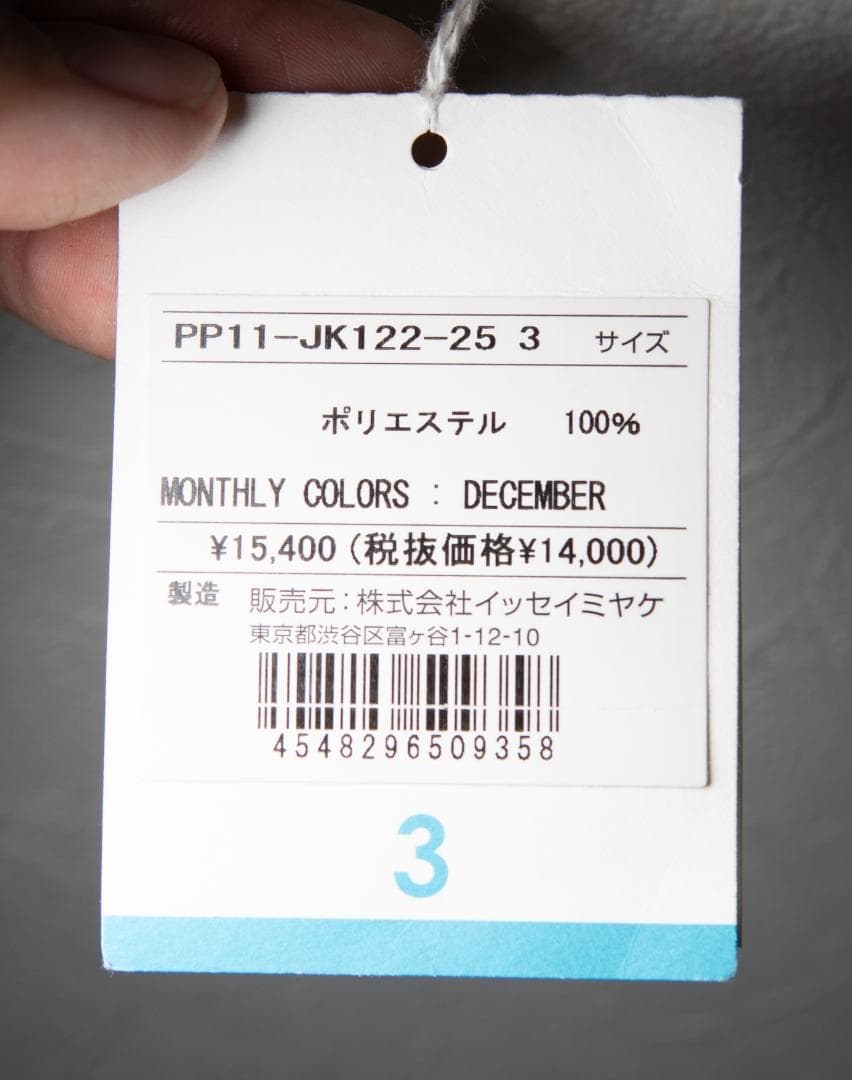 PP11-JK122-25 3 サイズ
ポリエステル 100%
MONTHLY COLORS : DECEMBER
¥15,400 (税抜価格¥14,000)
製造
販売元:株式会社イッセイミヤケ
東京都渋谷区富ヶ谷1-12-10
4548296509358
3